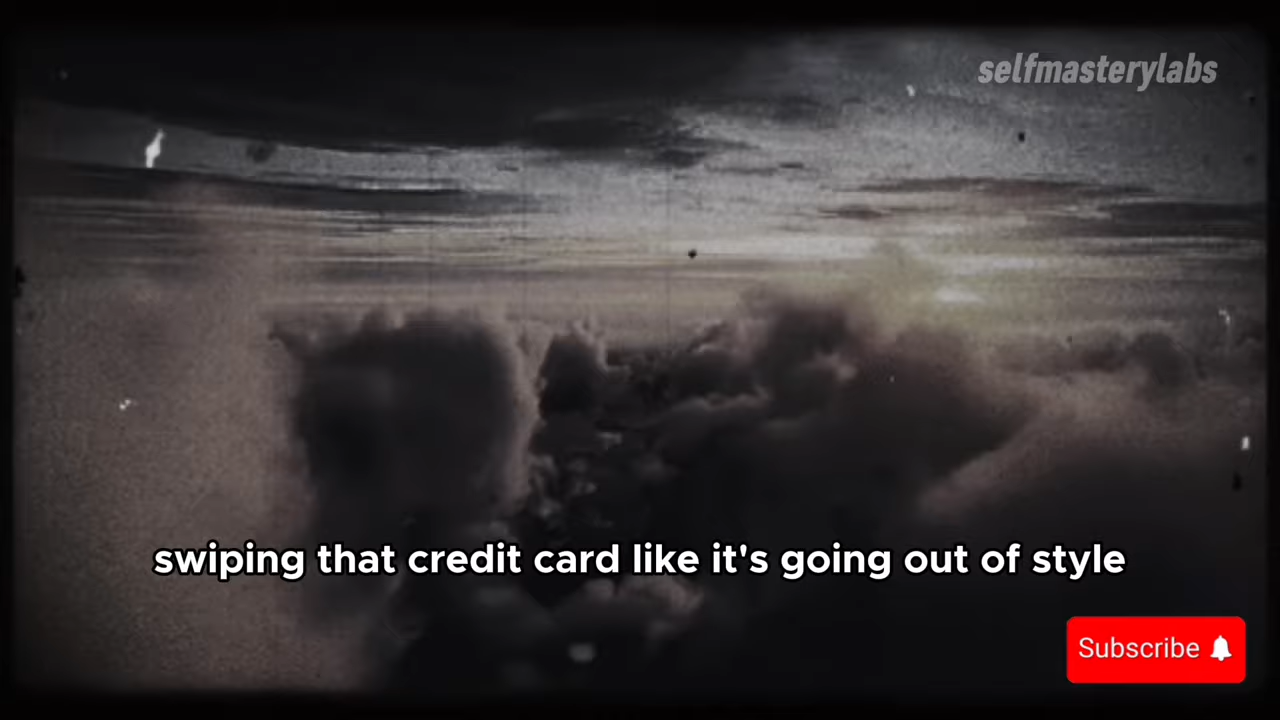 selfmasterylabs
swiping that credit card like it's going out of style
Subscribe